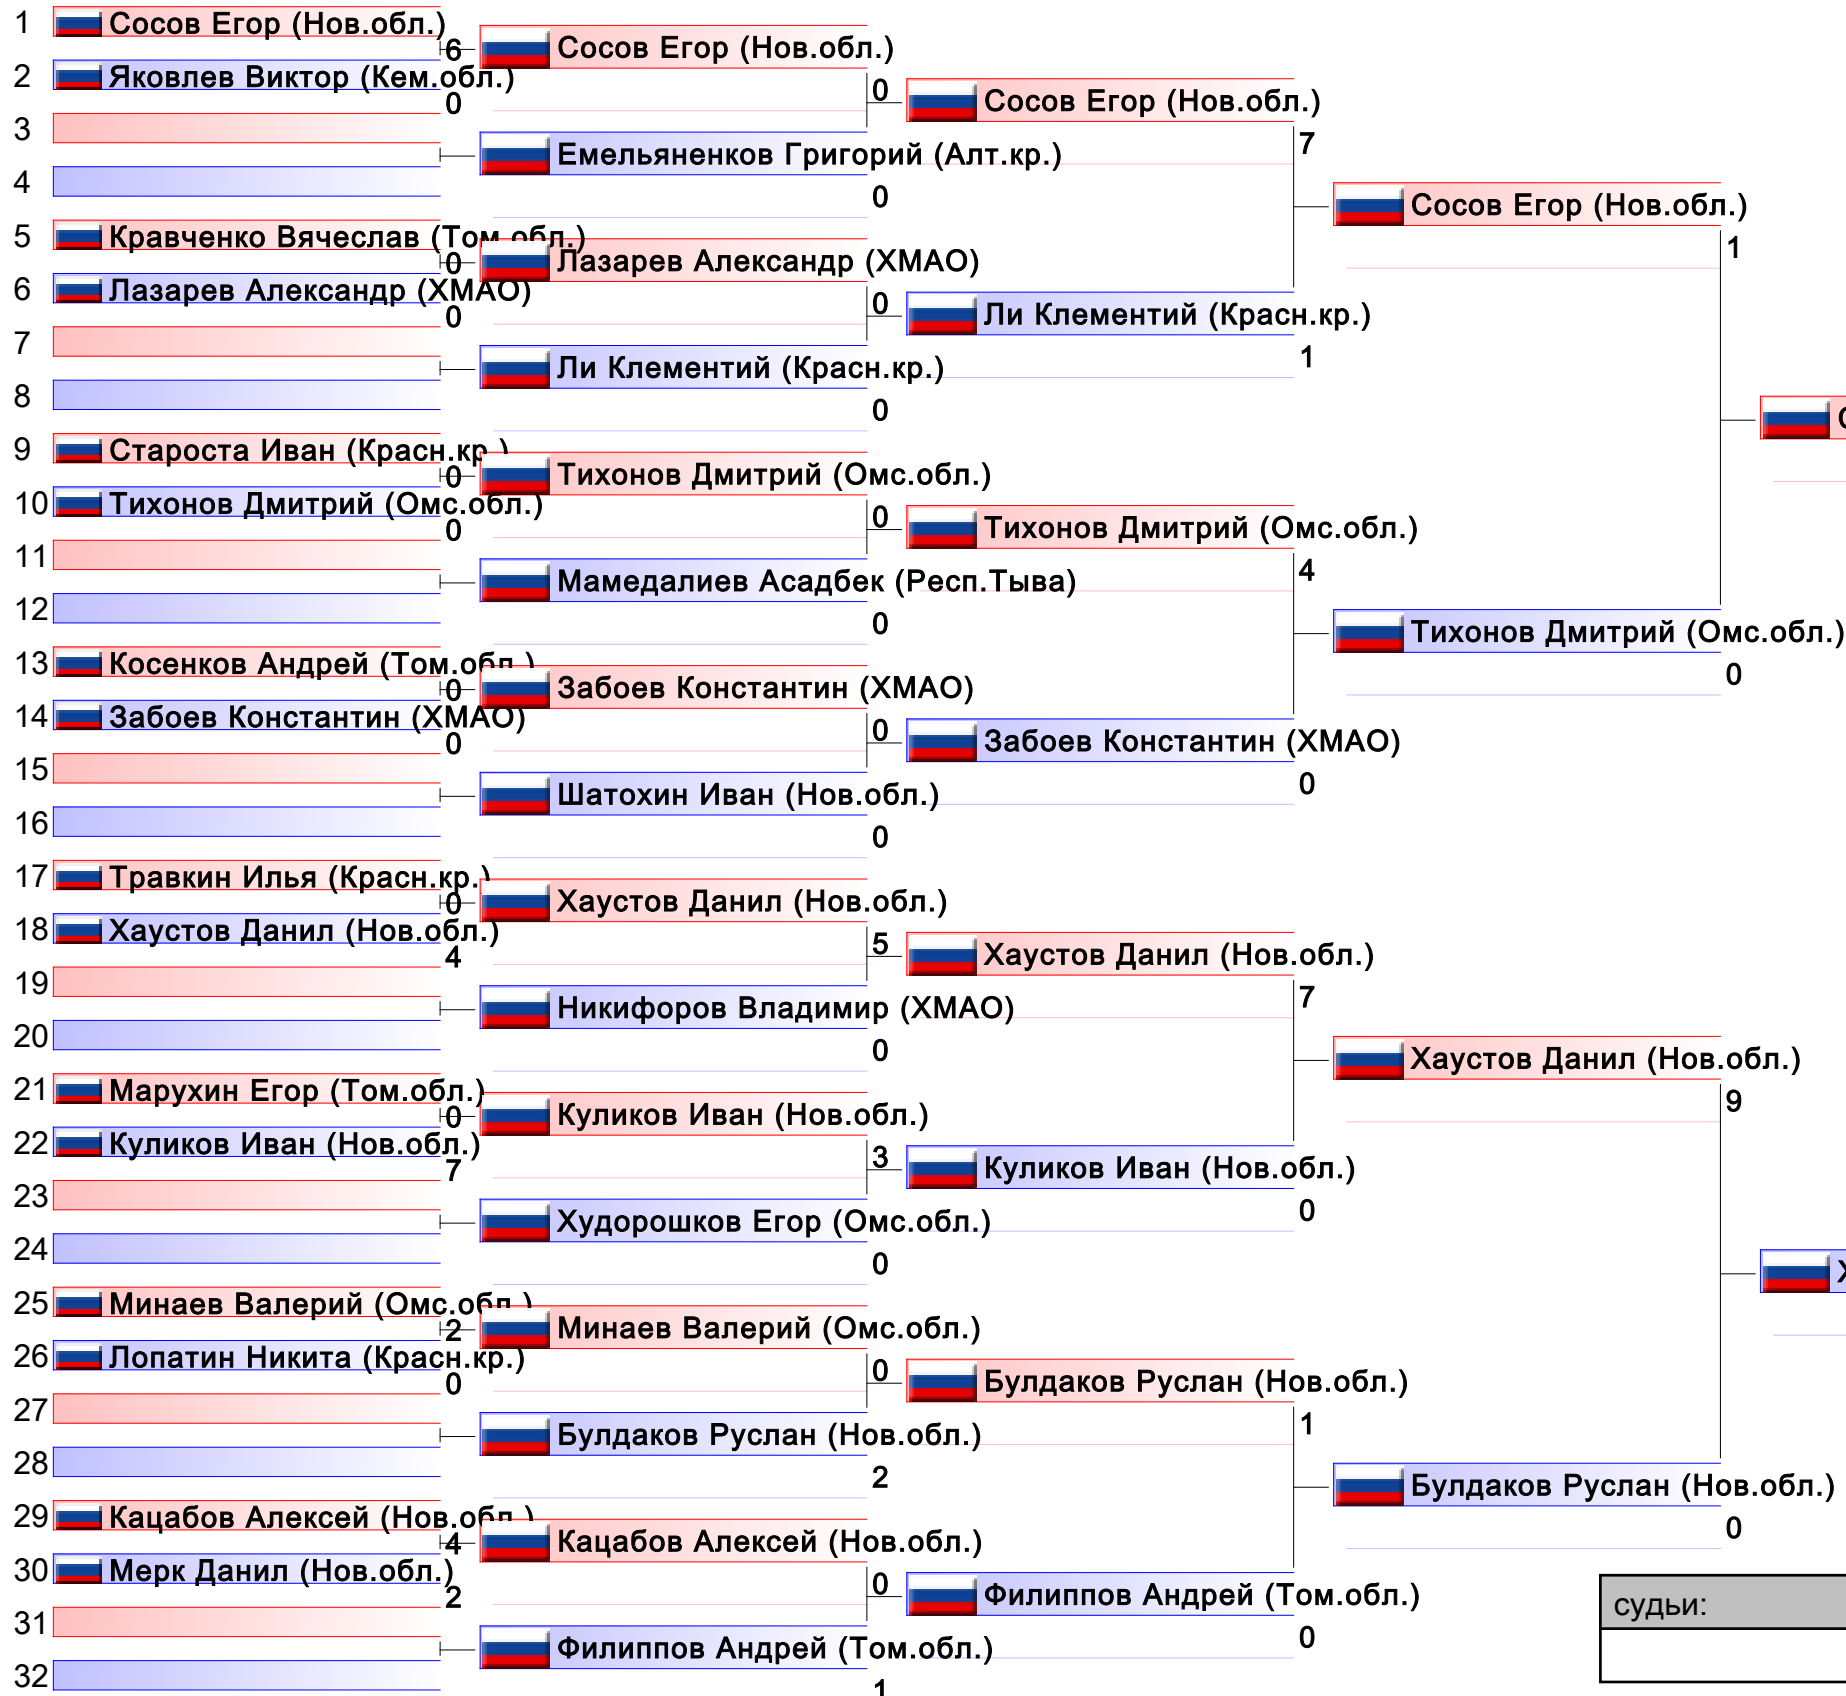 1 Сосов Егор (Нов.обл.)
6
2 Яковлев Виктор (Кем.обл.)
0
3
4
5 Кравченко Вячеслав (Том.обл.)
0
6 Лазарев Александр (ХМАО)
0
7
8
9 Староста Иван (Красн.кр.)
0
10 Тихонов Дмитрий (Омс.обл.)
0
11
12
13 Косенков Андрей (Том.обл.)
0
14 Забоев Константин (ХМАО)
0
15
16
17 Травкин Илья (Красн.кр.)
0
18 Хаустов Данил (Нов.обл.)
4
19
20
21 Марухин Егор (Том.обл.)
0
22 Куликов Иван (Нов.обл.)
7
23
24
25 Минаев Валерий (Омс.обл.)
2
26 Лопатин Никита (Красн.кр.)
0
27
28
29 Кацабов Алексей (Нов.обл.)
4
30 Мерк Данил (Нов.обл.)
2
31
32
Сосов Егор (Нов.обл.)
0
Емельяненков Григорий (Алт.кр.)
0
Лазарев Александр (ХМАО)
0
Ли Клементий (Красн.кр.)
0
Тихонов Дмитрий (Омс.обл.)
0
Мамедалиев Асадбек (Респ.Тыва)
0
Забоев Константин (ХМАО)
0
Шатохин Иван (Нов.обл.)
0
Хаустов Данил (Нов.обл.)
5
Никифоров Владимир (ХМАО)
0
Куликов Иван (Нов.обл.)
3
Худорошков Егор (Омс.обл.)
0
Минаев Валерий (Омс.обл.)
0
Булдаков Руслан (Нов.обл.)
2
Кацабов Алексей (Нов.обл.)
0
Филиппов Андрей (Том.обл.)
1
Сосов Егор (Нов.обл.)
7
Ли Клементий (Красн.кр.)
1
Тихонов Дмитрий (Омс.обл.)
4
Забоев Константин (ХМАО)
0
Хаустов Данил (Нов.обл.)
7
Куликов Иван (Нов.обл.)
0
Булдаков Руслан (Нов.обл.)
1
Филиппов Андрей (Том.обл.)
0
Сосов Егор (Нов.обл.)
1
Тихонов Дмитрий (Омс.обл.)
0
Хаустов Данил (Нов.обл.)
9
Булдаков Руслан (Нов.обл.)
0
судьи: